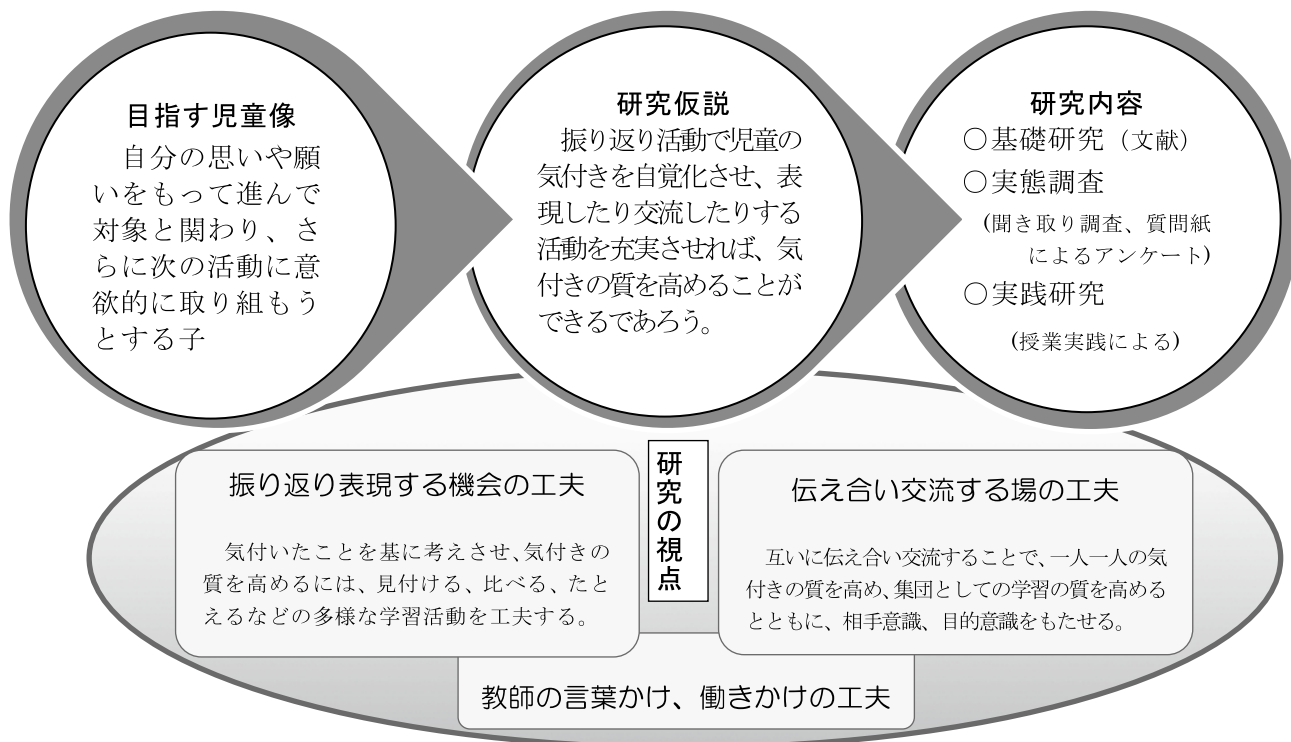 目指す児童像
自分の思いや願
いをもって進んで
対象と関わり、さ
らに次の活動に意
欲的に取り組もう
とする子
研究仮説
振り返り活動で児童の
気付きを自覚化させ、表
現したり交流したりする
活動を充実させれば、気
付きの質を高めることが
できるであろう。
研究内容
○基礎研究（文献）
○実態調査
(聞き取り調査、質問紙
によるアンケート)
○実践研究
(授業実践による)
研究の視点
振り返り表現する機会の工夫
気付いたことを基に考えさせ、気付きの
質を高めるには、見付ける、比べる、たと
えるなどの多様な学習活動を工夫する。
伝え合い交流する場の工夫
互いに伝え合い交流することで、一人一人の気
付きの質を高め、集団としての学習の質を高める
とともに、相手意識、目的意識をもたせる。
教師の言葉かけ、働きかけの工夫